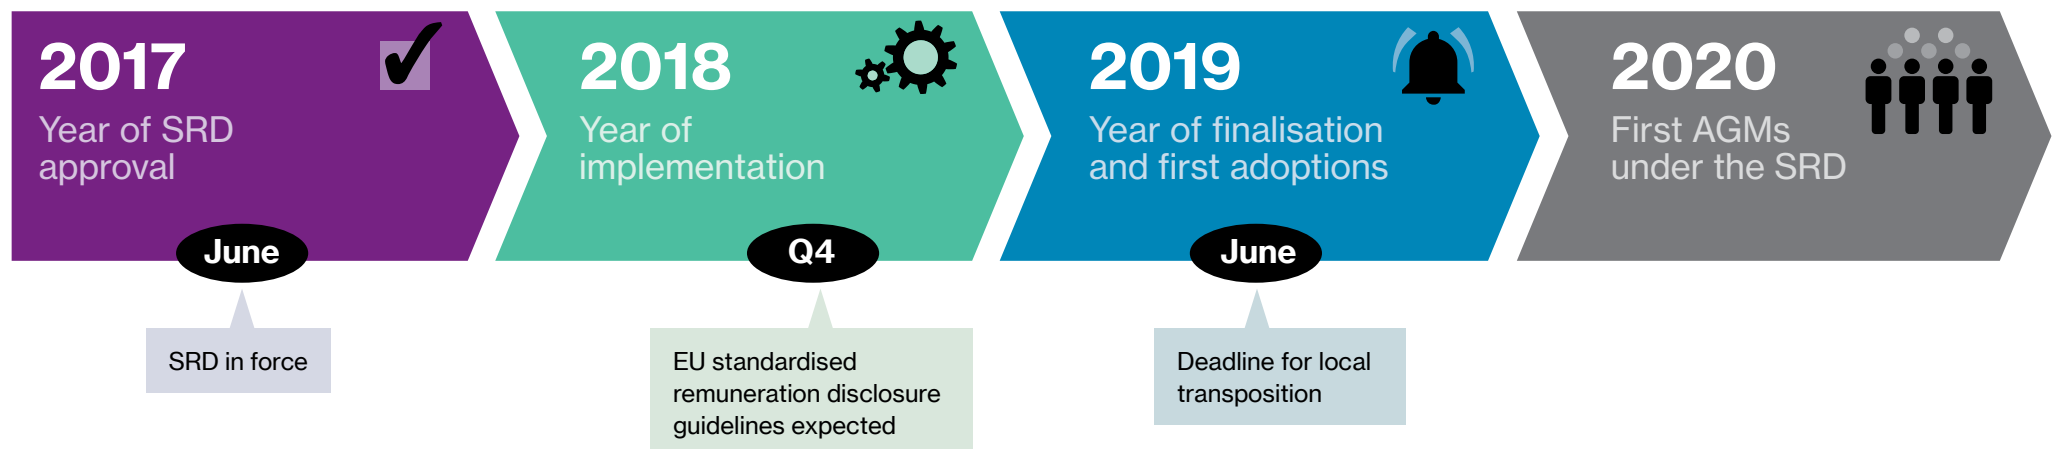 2017
Year of SRD
approval
June
SRD in force
2018
Year of
implementation
Q4
EU standardised
remuneration disclosure
guidelines expected
2019
Year of finalisation
and first adoptions
June
Deadline for local
transposition
2020
First AGMs
under the SRD